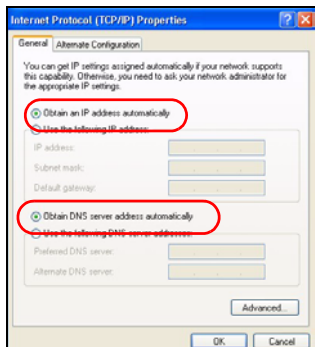 Internet Protocol (TCP/IP) Properties
General
Alternate Configuration
You can get IP settings assigned automatically if your network supports
this capability. Otherwise, you need to ask your network administrator for
the appropriate IP settings.
Obtain an IP address automatically
Use the following IP address:
IP address:
Subnet mask:
Default gateway:
Obtain DNS server address automatically
Use the following DNS server addresses:
Preferred DNS server:
Alternate DNS server:
Advanced...
OK
Cancel